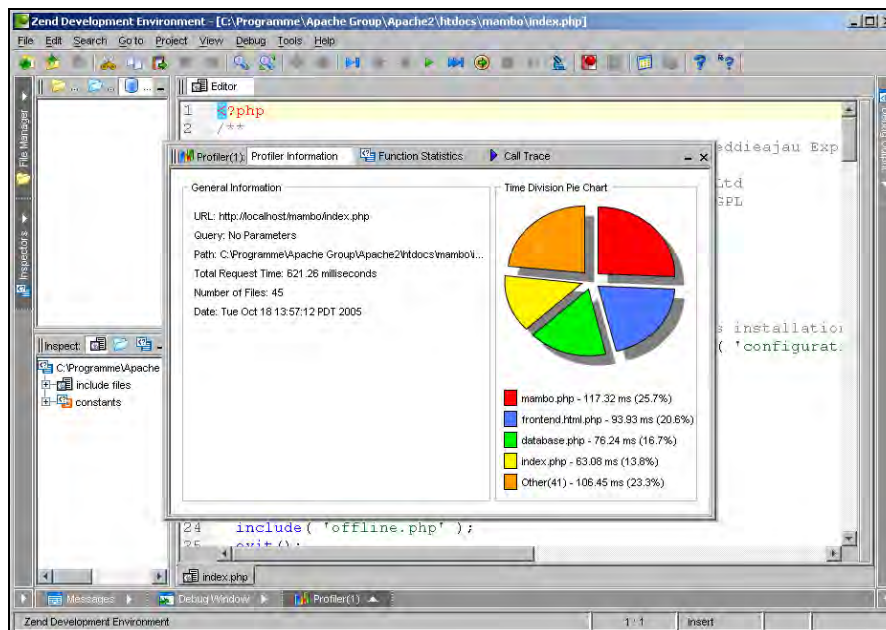 Zend Development Environment - [C:\Programme\Apache Group\Apache2\htdocs\mambo\index.php]
File Edit Search Go to Project View Debug Tools Help
File Manager
Inspectors
Editor
1 <?php
2 /**
eddieajau Exp
Ltd
GPL
s installation
( 'configurat
Profiler(1): Profiler Information Function Statistics Call Trace
General Information
URL: http://localhost/mambo/index.php
Query: No Parameters
Path: C:\Programme\Apache Group\Apache2\htdocs\mambo\i...
Total Request Time: 621.26 milliseconds
Number of Files: 45
Date: Tue Oct 18 13:57:12 PDT 2005
Time Division Pie Chart
mambo.php - 117.32 ms (25.7%)
frontend.html.php - 93.93 ms (20.6%)
database.php - 76.24 ms (16.7%)
index.php - 63.08 ms (13.8%)
Other(41) - 106.45 ms (23.3%)
Inspect:
C:\Programme\Apache
include files
constants
24 include( 'offline.php' );
25 exit();
index.php
Messages Debug Window Profiler(1)
Zend Development Environment 1 : 1 Insert